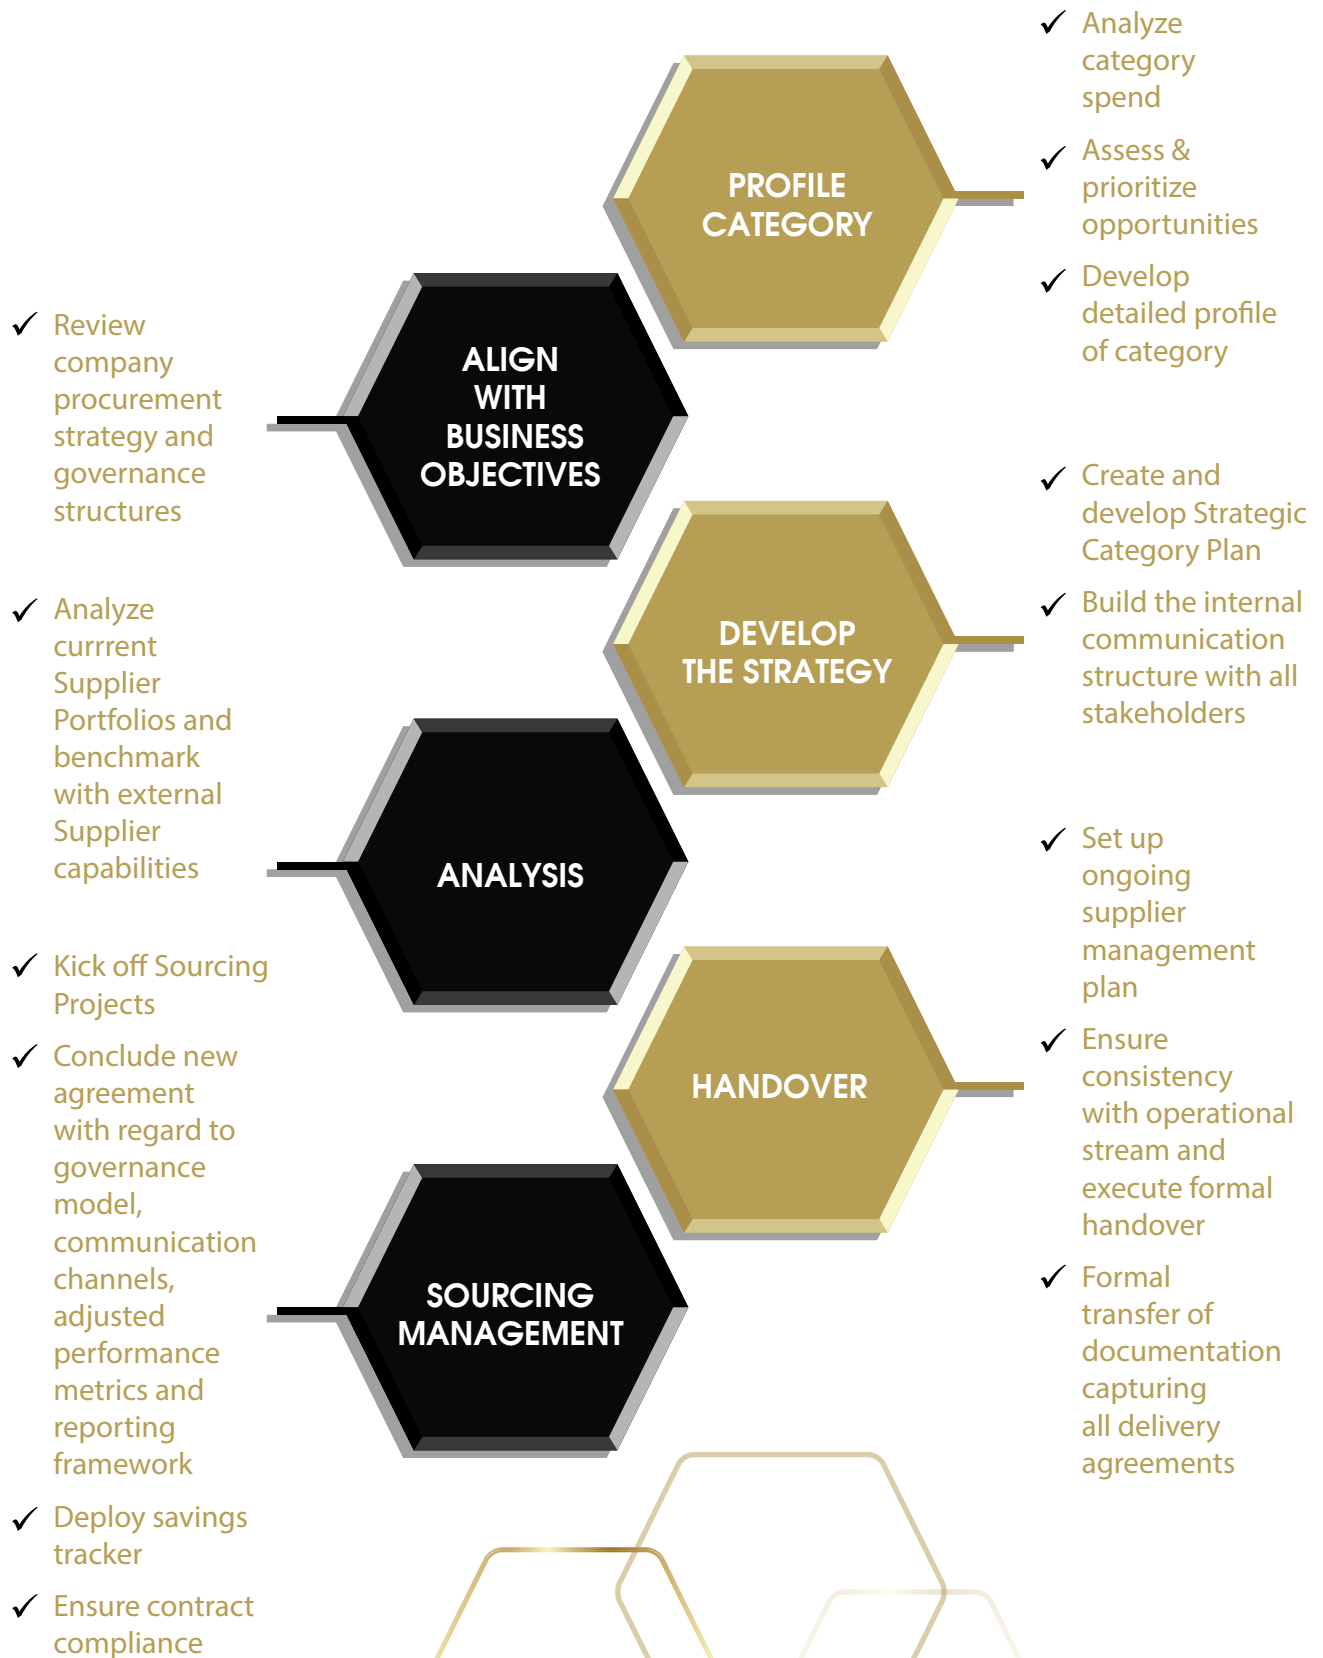 Analyze
category
spend
Assess &
prioritize
opportunities
Develop
detailed profile
of category
PROFILE
CATEGORY
Review
company
procurement
strategy and
governance
structures
ALIGN
WITH
BUSINESS
OBJECTIVES
Create and
develop Strategic
Category Plan
Build the internal
communication
structure with all
stakeholders
DEVELOP
THE STRATEGY
Analyze
currrent
Supplier
Portfolios and
benchmark
with external
Supplier
capabilities
ANALYSIS
Set up
ongoing
supplier
management
plan
Ensure
consistency
with operational
stream and
execute formal
handover
Formal
transfer of
documentation
capturing
all delivery
agreements
HANDOVER
Kick off Sourcing
Projects
Conclude new
agreement
with regard to
governance
model,
communication
channels,
adjusted
performance
metrics and
reporting
framework
Deploy savings
tracker
Ensure contract
compliance
SOURCING
MANAGEMENT